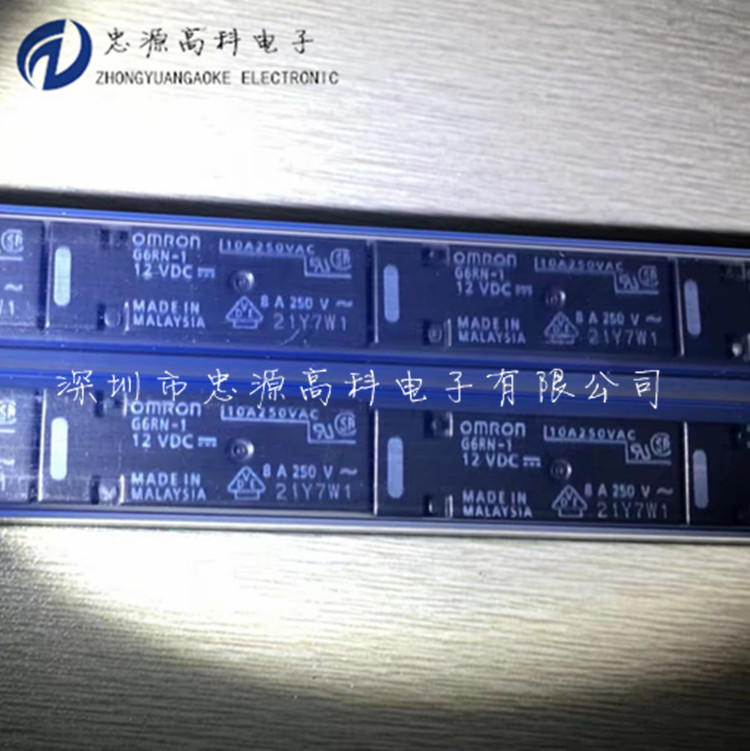 忠源高科电子
ZHONGYUANGAOKE ELECTRONIC
omron
G6RN-1
12 VDC⎓
10A250VAC
MADE IN
MALAYSIA
8 A 250 V ~
21Y7W1
omron
G6RN-1
12 VDC⎓
10A250VAC
MADE IN
MALAYSIA
8 A 250 V ~
21Y7W1
深圳市忠源高科电子有限公司
omron
G6RN-1
12 VDC⎓
10A250VAC
MADE IN
MALAYSIA
8 A 250 V ~
21Y7W1
omron
G6RN-1
12 VDC⎓
10A250VAC
MADE IN
MALAYSIA
8 A 250 V ~
21Y7W1